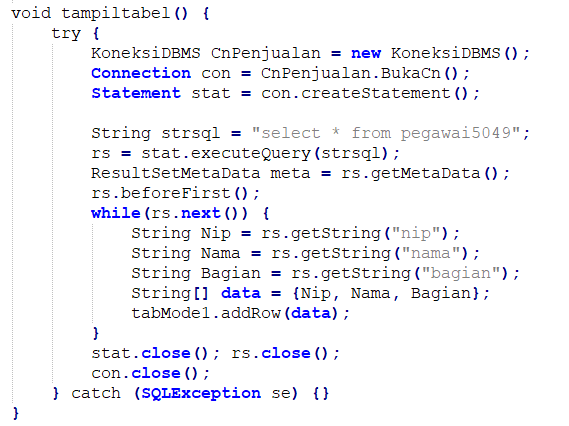 void tampiltabel() {
    try {
        KoneksiDBMS CnPenjualan = new KoneksiDBMS();
        Connection con = CnPenjualan.BukaCn();
        Statement stat = con.createStatement();

        String strsql = "select * from pegawai5049";
        rs = stat.executeQuery(strsql);
        ResultSetMetaData meta = rs.getMetaData();
        rs.beforeFirst();
        while(rs.next()) {
            String Nip = rs.getString("nip");
            String Nama = rs.getString("nama");
            String Bagian = rs.getString("bagian");
            String[] data = {Nip, Nama, Bagian};
            tabModel.addRow(data);
        }
        stat.close(); rs.close();
        con.close();
    } catch (SQLException se) {}
}